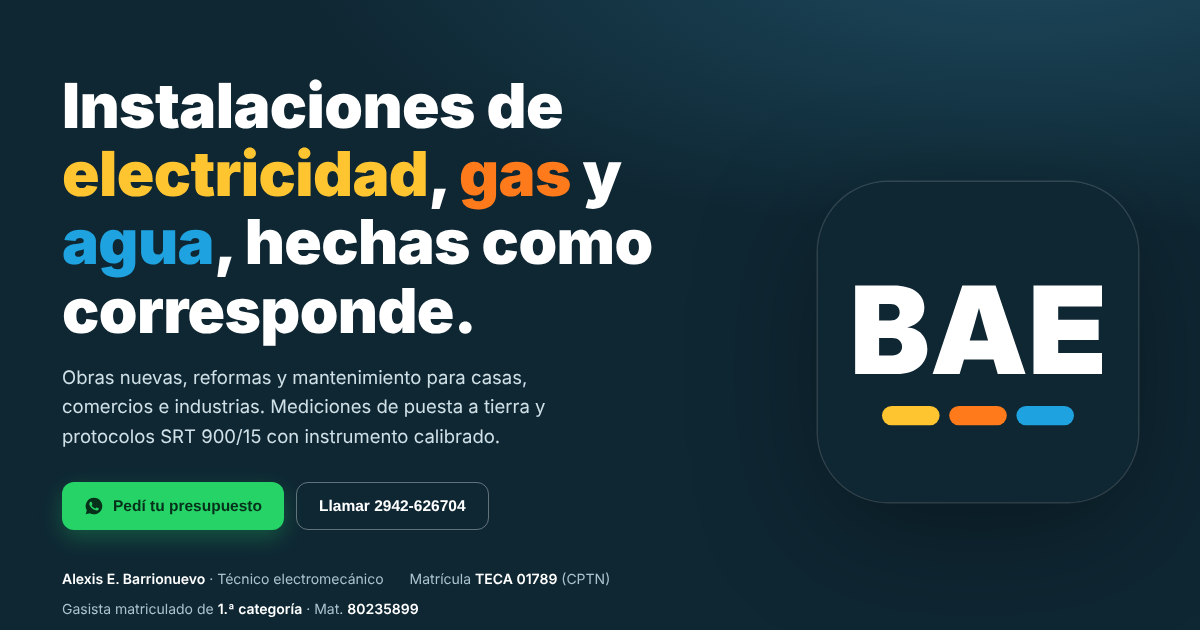 Instalaciones de
electricidad, gas y
agua, hechas como
corresponde.
Obras nuevas, reformas y mantenimiento para casas,
comercios e industrias. Mediciones de puesta a tierra y
protocolos SRT 900/15 con instrumento calibrado.
Pedí tu presupuesto
Llamar 2942-626704
Alexis E. Barrionuevo · Técnico electromecánico Matrícula TECA 01789 (CPTN)
Gasista matriculado de 1.ª categoría · Mat. 80235899
BAE